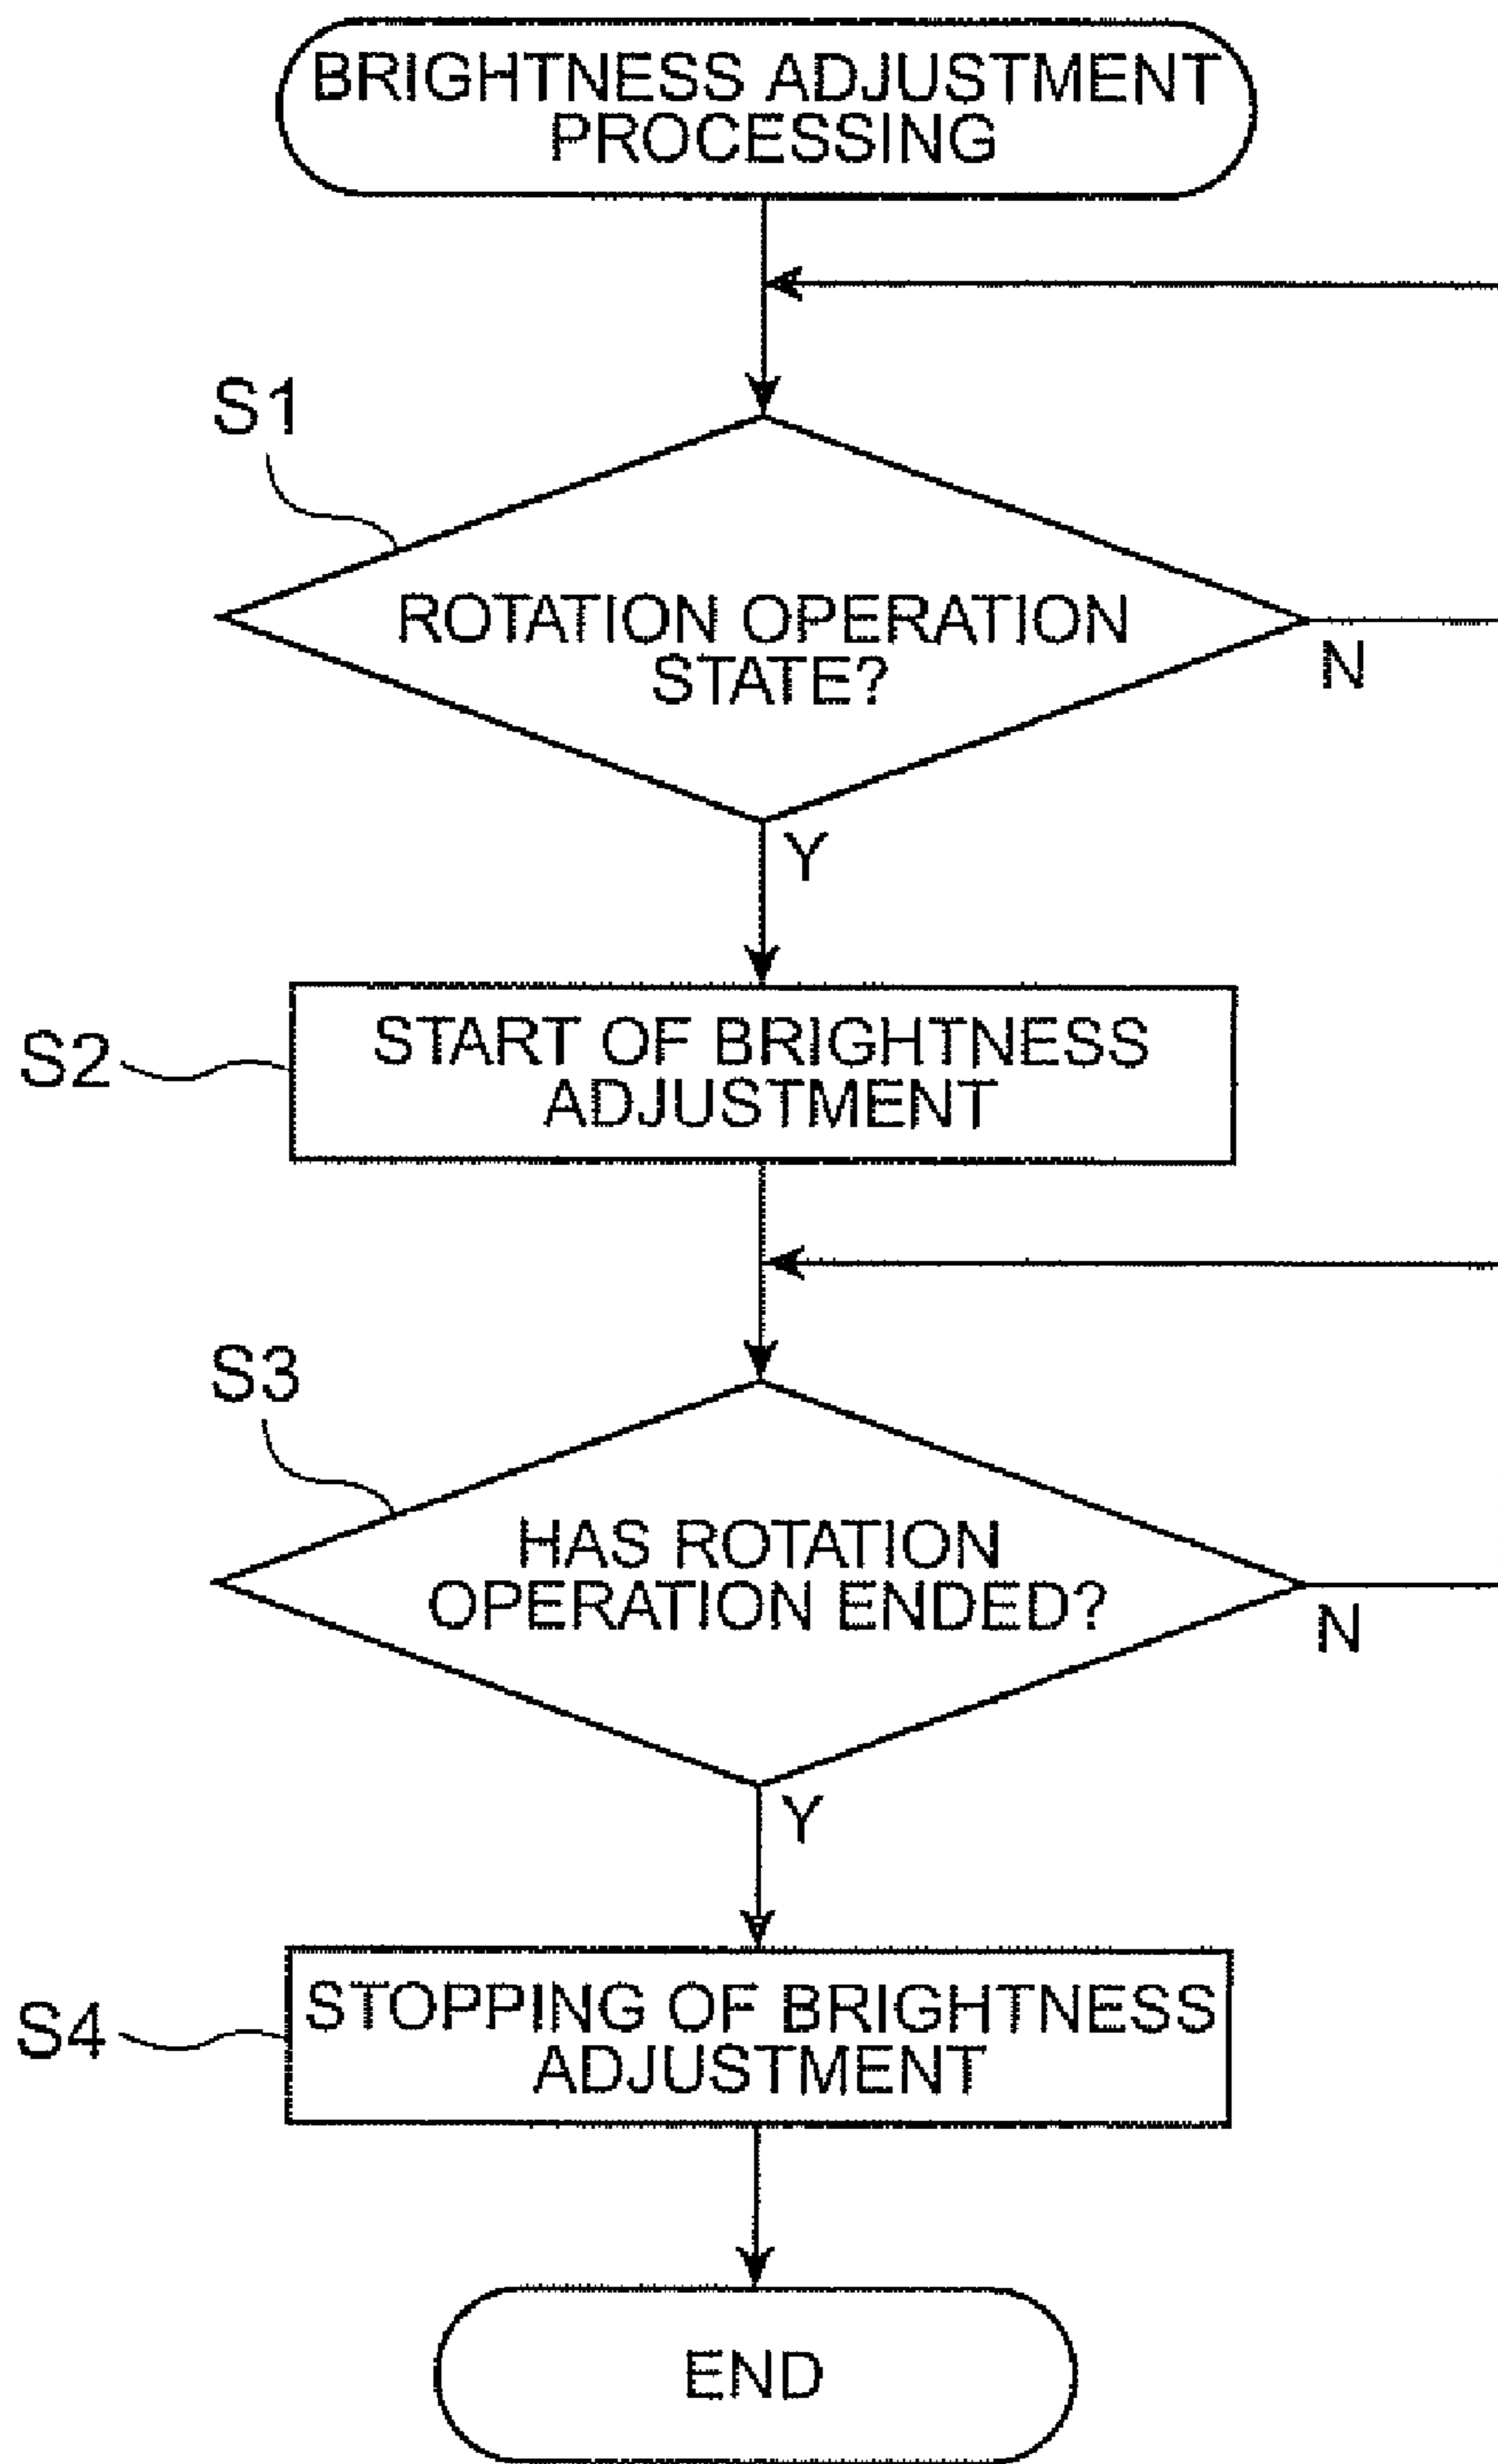 BRIGHTNESS ADJUSTMENT
PROCESSING
S1
ROTATION OPERATION
STATE?
N
Y
S2
START OF BRIGHTNESS
ADJUSTMENT
S3
HAS ROTATION
OPERATION ENDED?
N
Y
S4
STOPPING OF BRIGHTNESS
ADJUSTMENT
END